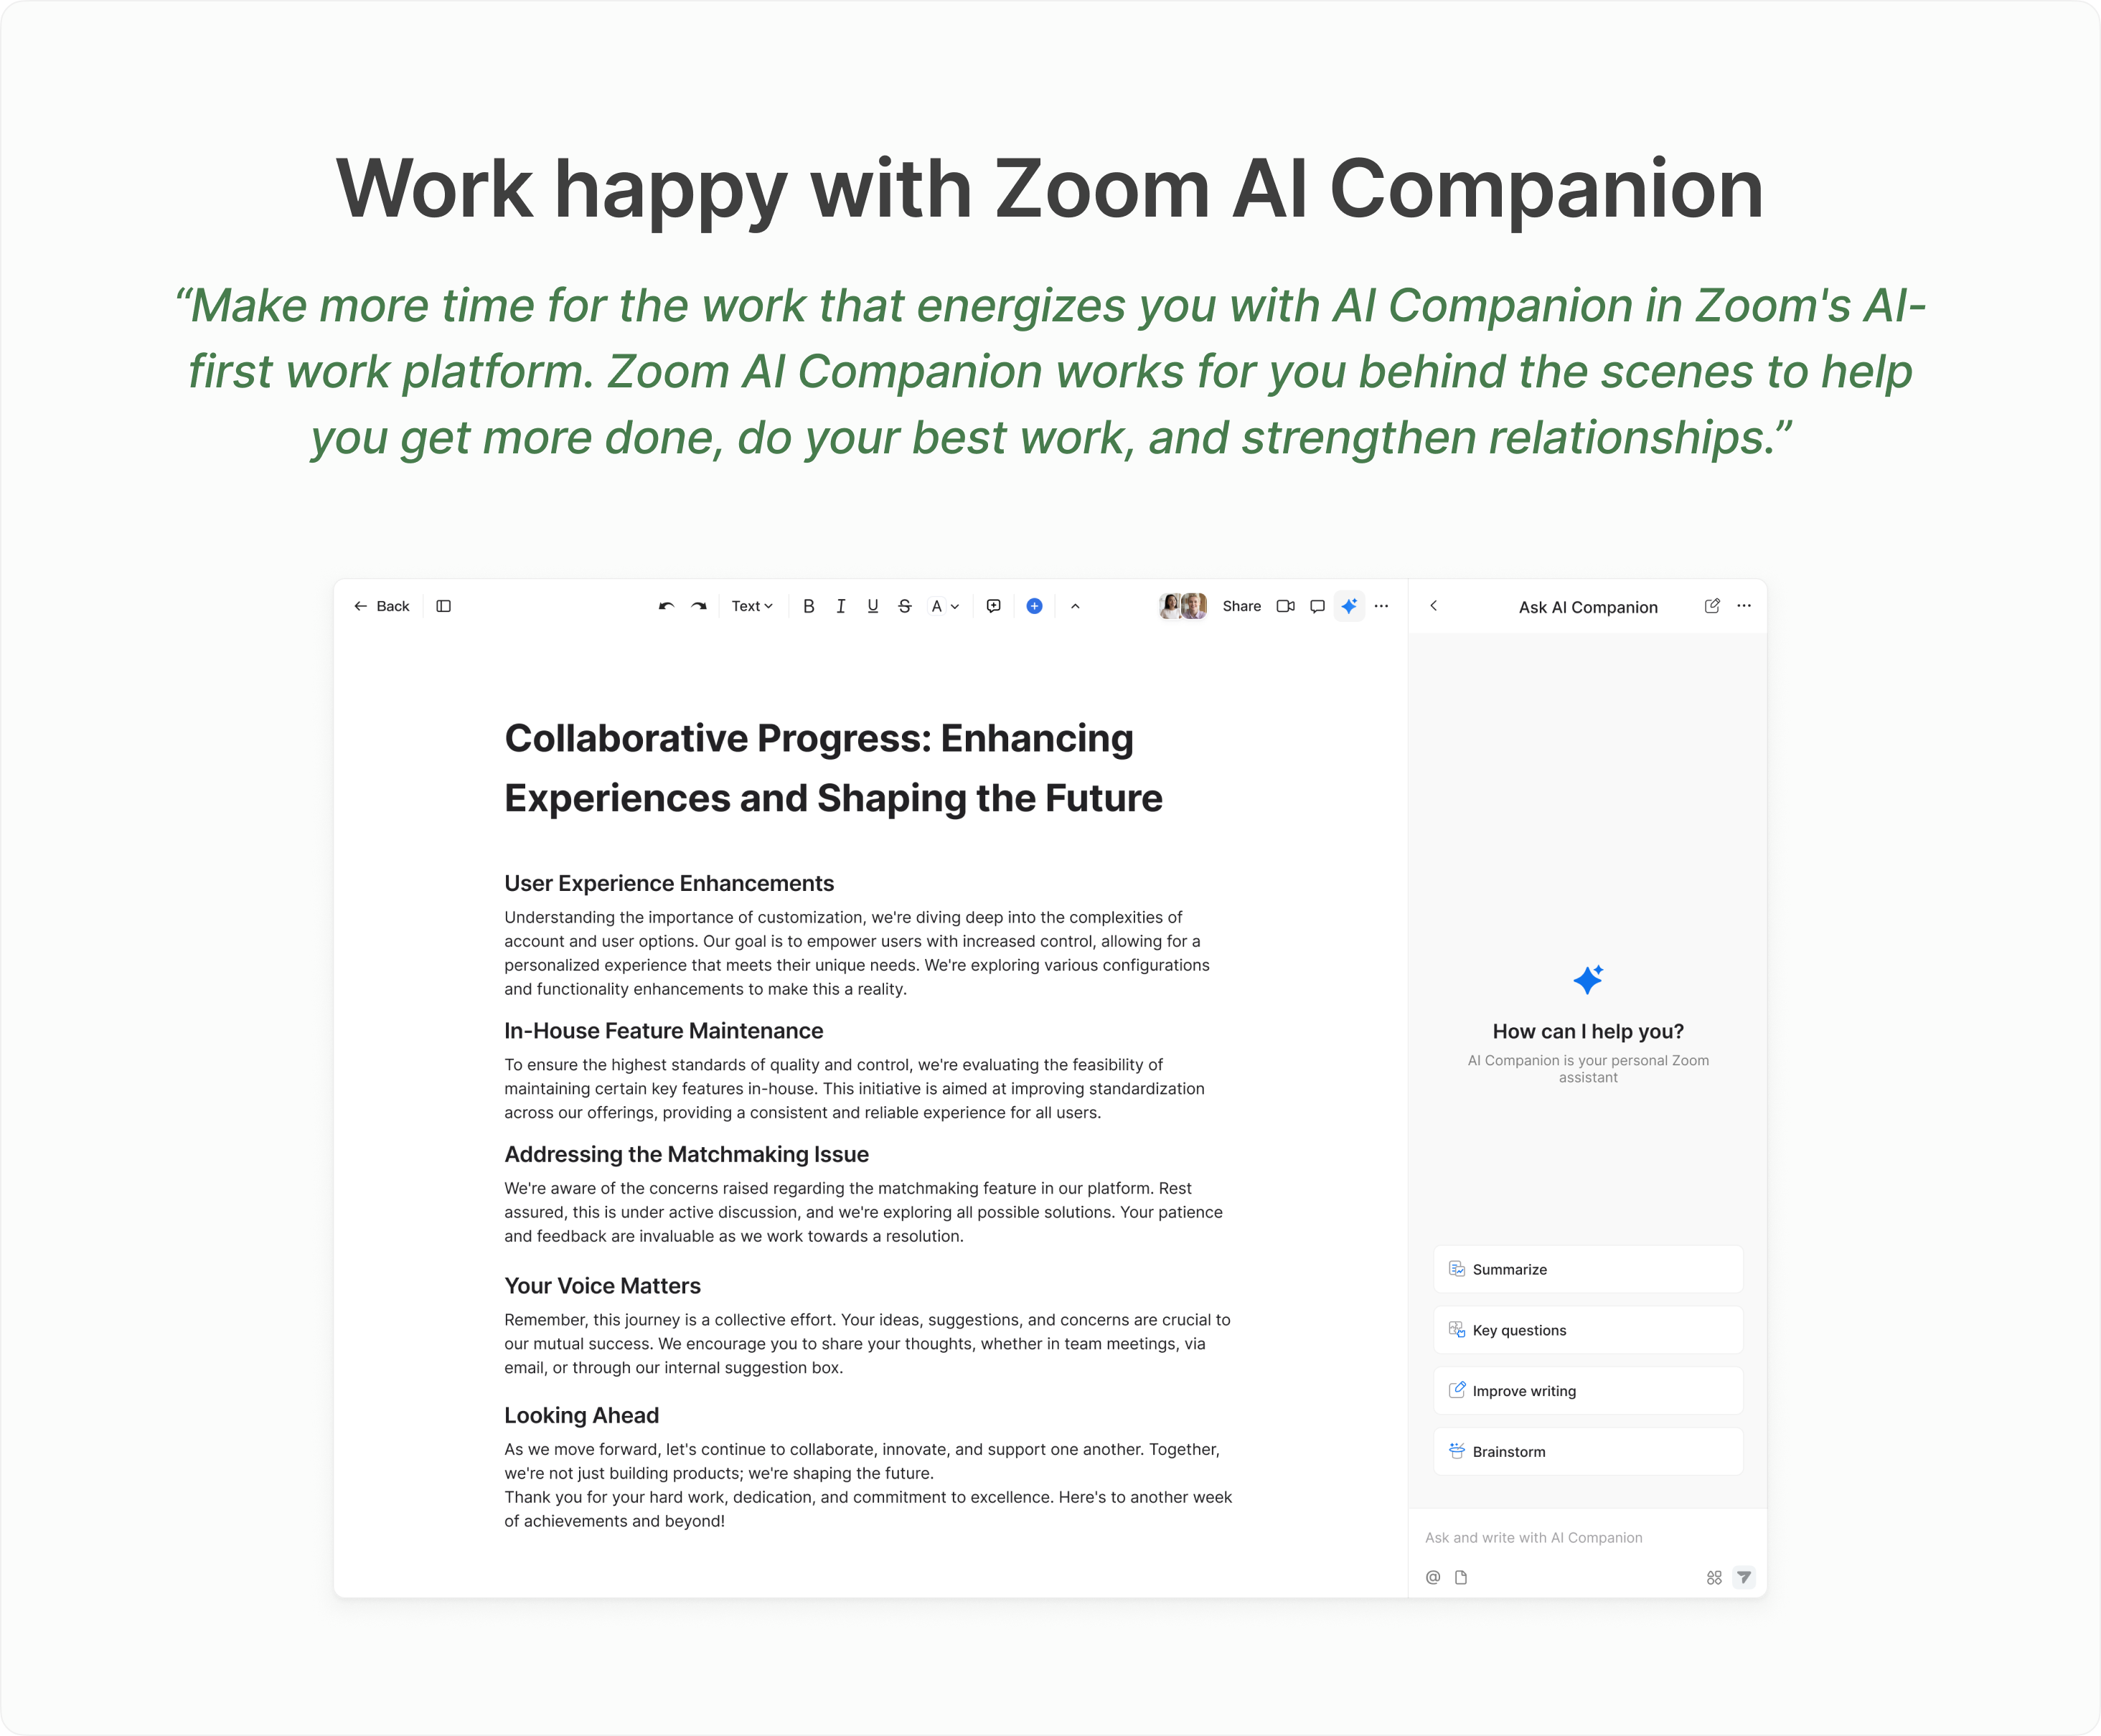 Work happy with Zoom AI Companion
“Make more time for the work that energizes you with AI Companion in Zoom's AI-
first work platform. Zoom AI Companion works for you behind the scenes to help
you get more done, do your best work, and strengthen relationships.”
Back
Text
B I U S A
Share
Ask AI Companion
Collaborative Progress: Enhancing
Experiences and Shaping the Future
User Experience Enhancements
Understanding the importance of customization, we're diving deep into the complexities of
account and user options. Our goal is to empower users with increased control, allowing for a
personalized experience that meets their unique needs. We're exploring various configurations
and functionality enhancements to make this a reality.
In-House Feature Maintenance
To ensure the highest standards of quality and control, we're evaluating the feasibility of
maintaining certain key features in-house. This initiative is aimed at improving standardization
across our offerings, providing a consistent and reliable experience for all users.
Addressing the Matchmaking Issue
We're aware of the concerns raised regarding the matchmaking feature in our platform. Rest
assured, this is under active discussion, and we're exploring all possible solutions. Your patience
and feedback are invaluable as we work towards a resolution.
Your Voice Matters
Remember, this journey is a collective effort. Your ideas, suggestions, and concerns are crucial to
our mutual success. We encourage you to share your thoughts, whether in team meetings, via
email, or through our internal suggestion box.
Looking Ahead
As we move forward, let's continue to collaborate, innovate, and support one another. Together,
we're not just building products; we're shaping the future.
Thank you for your hard work, dedication, and commitment to excellence. Here's to another week
of achievements and beyond!
How can I help you?
AI Companion is your personal Zoom
assistant
Summarize
Key questions
Improve writing
Brainstorm
Ask and write with AI Companion
@